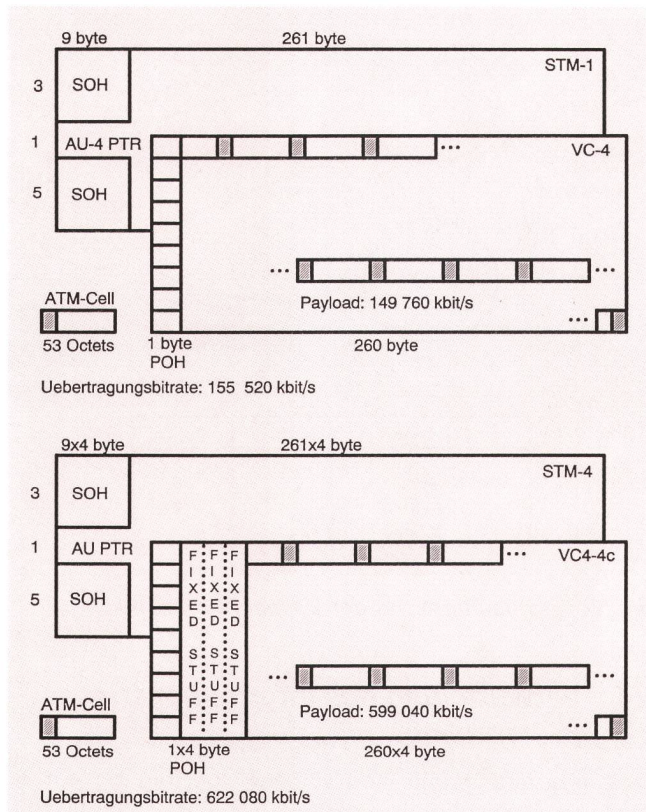 9 byte 261 byte
STM-1
3 SOH
1 AU-4 PTR ... VC-4
5 SOH
... ...
ATM-Cell Payload: 149 760 kbit/s
...
53 Octets 1 byte 260 byte
POH
Uebertragungsbitrate: 155 520 kbit/s
9x4 byte 261x4 byte
STM-4
3 SOH
1 AU PTR ... VC4-4c
FIXED STUFF
FIXED STUFF
FIXED STUFF
5 SOH
... ...
ATM-Cell Payload: 599 040 kbit/s
...
53 Octets 1x4 byte 260x4 byte
POH
Uebertragungsbitrate: 622 080 kbit/s